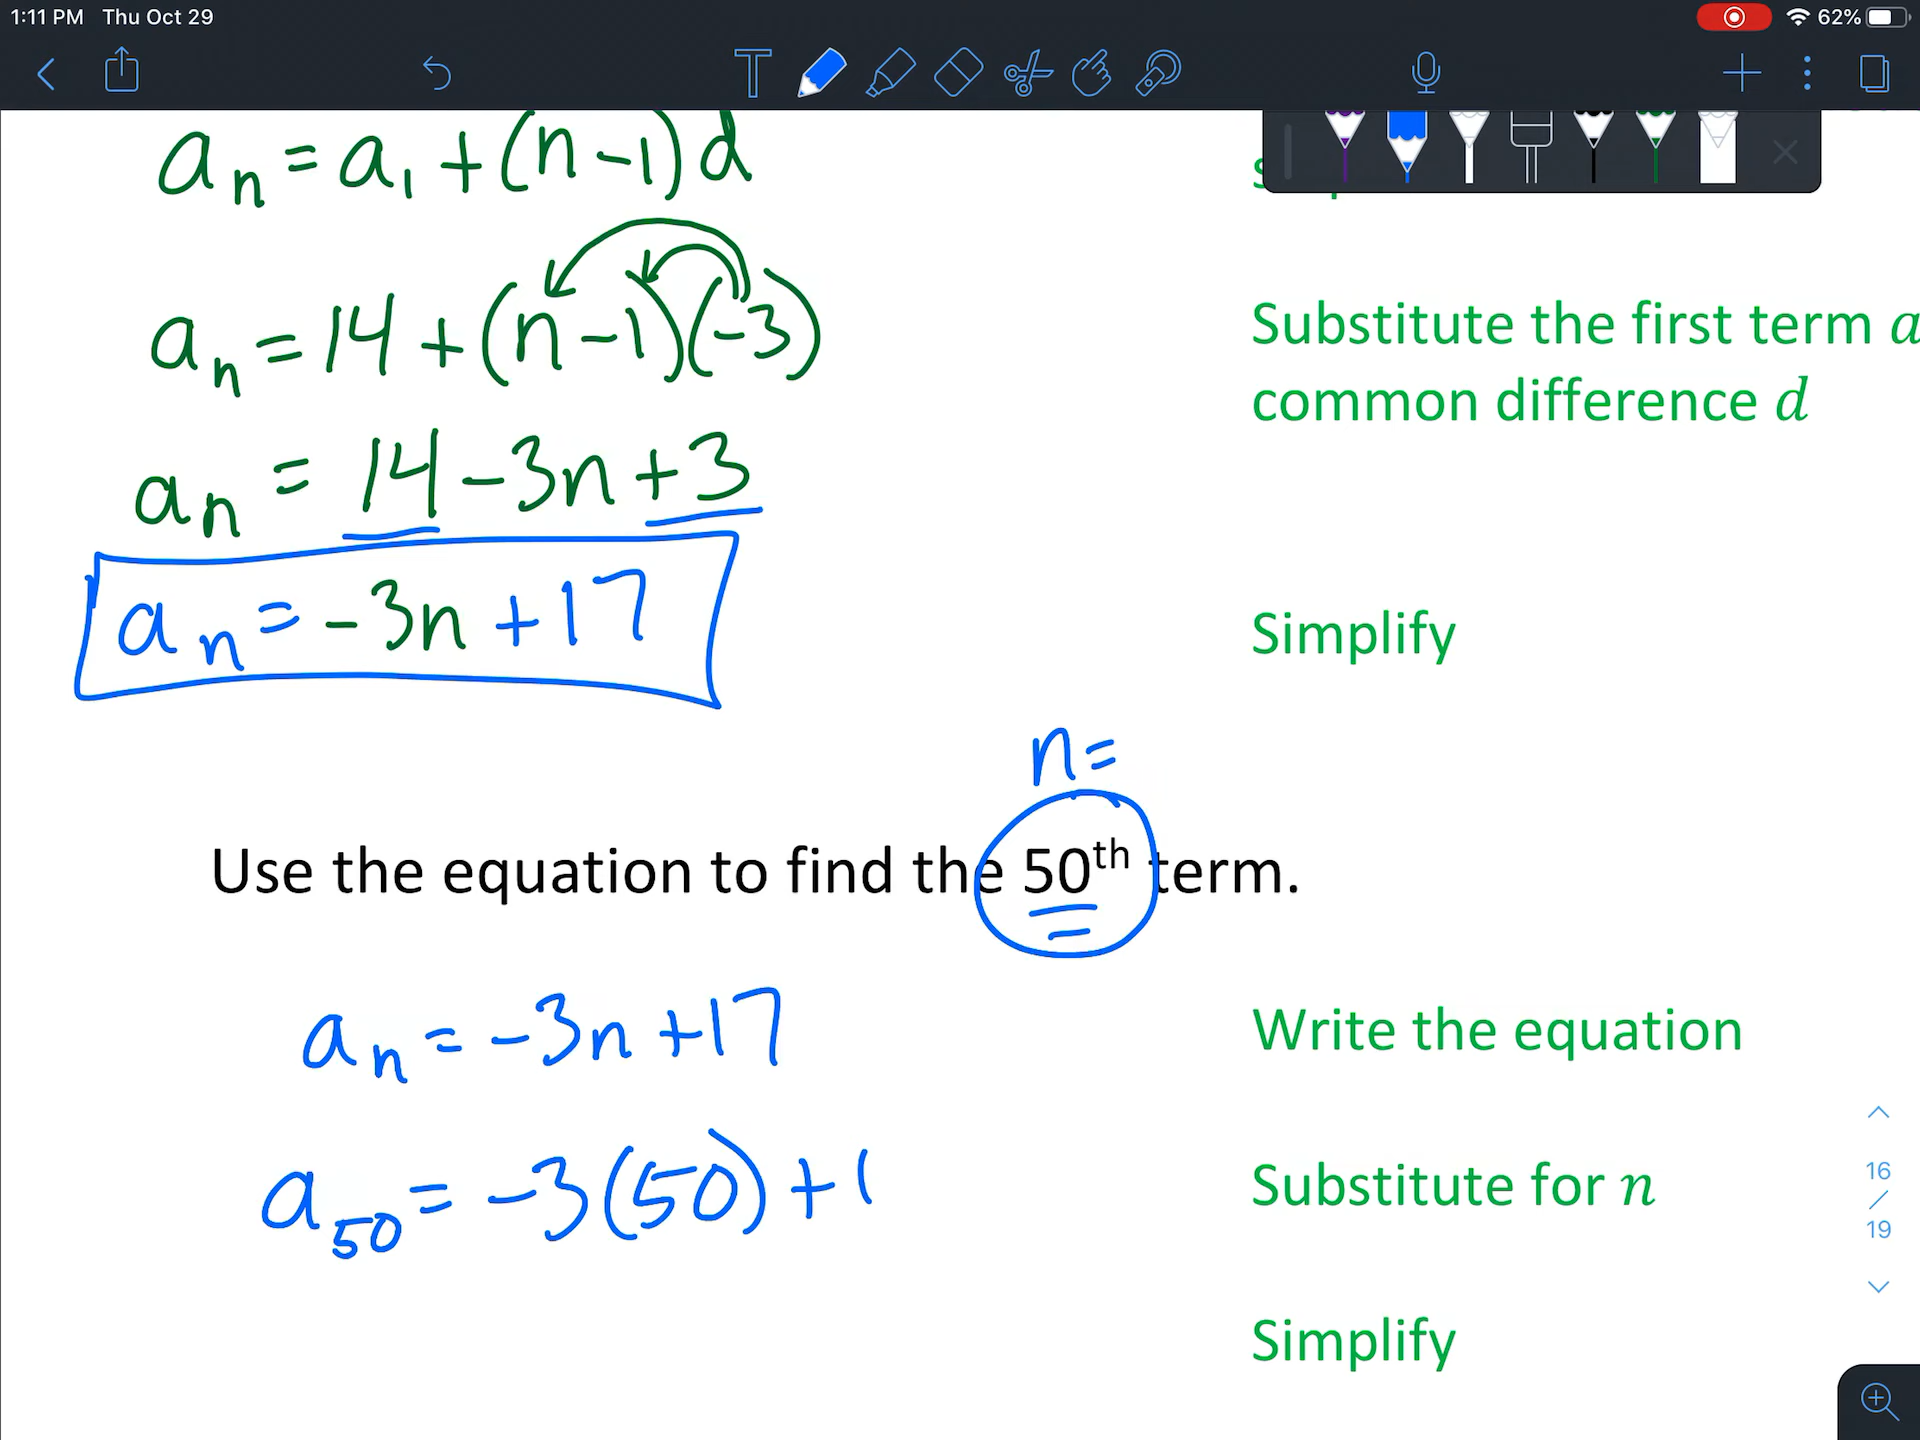 1:11 PM Thu Oct 29
62%
aₙ = a₁ + (n - 1) d
aₙ = 14 + (n - 1)(-3)
Substitute the first term a
common difference d
aₙ = 14 - 3n + 3
aₙ = -3n + 17
Simplify
n =
Use the equation to find the 50th term.
aₙ = -3n + 17
Write the equation
a₅₀ = -3(50) + 1
Substitute for n
16
/
19
Simplify